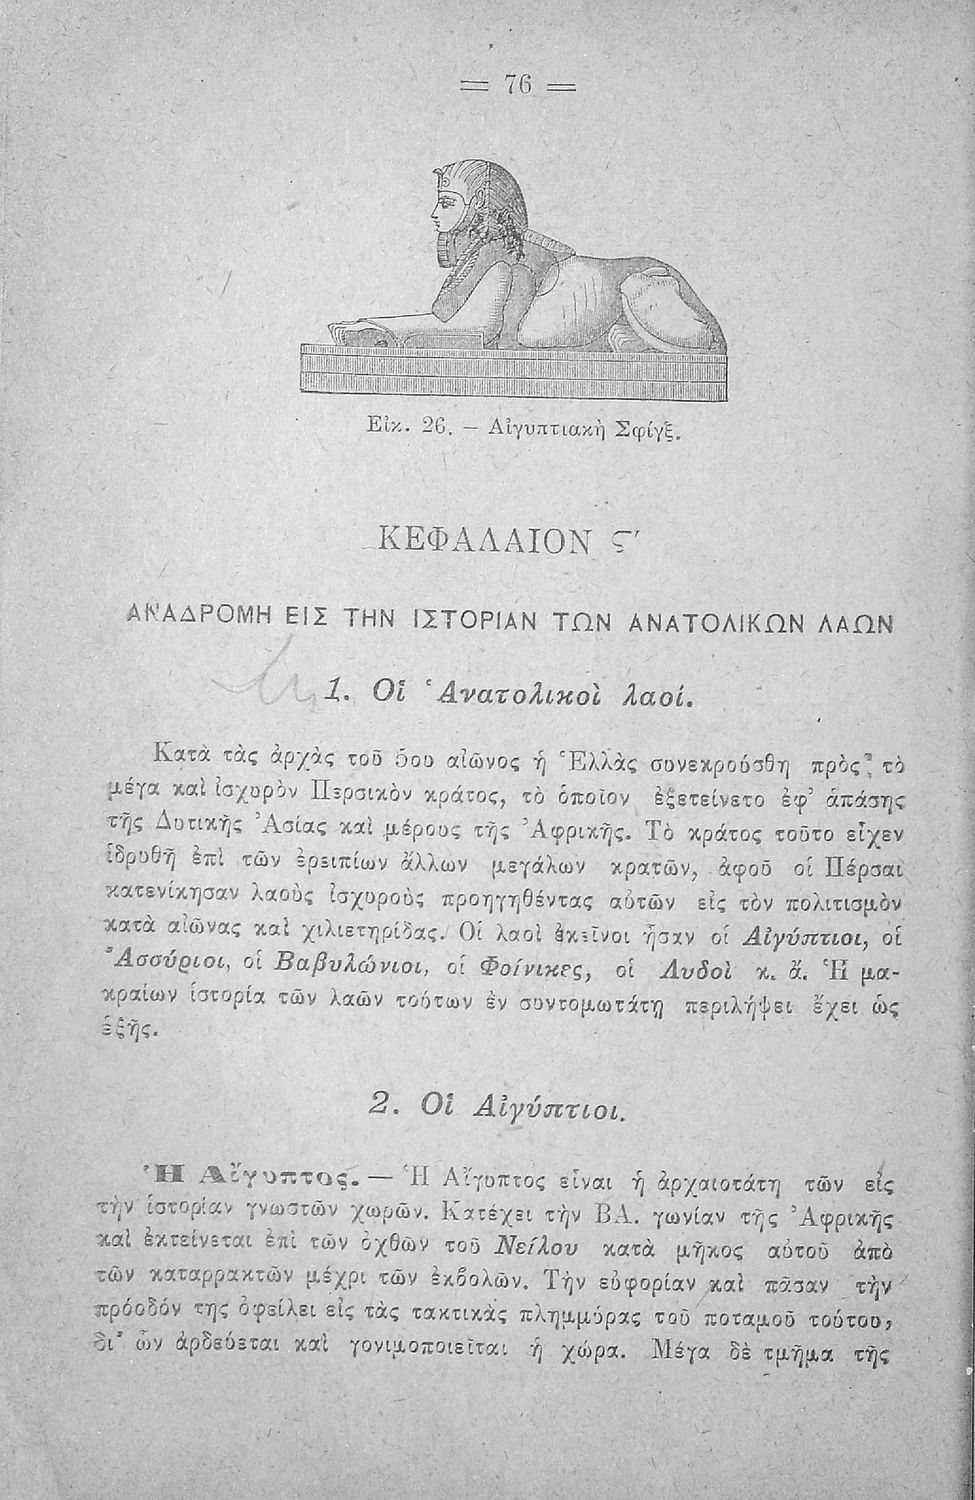 = 76 =
Εἰκ. 26. — Αἰγυπτιακὴ Σφίγξ.
ΚΕΦΑΛΑΙΟΝ Ϛ′
ΑΝΑΔΡΟΜΗ ΕΙΣ ΤΗΝ ΙΣΤΟΡΙΑΝ ΤΩΝ ΑΝΑΤΟΛΙΚΩΝ ΛΑΩΝ
1. Οἱ Ἀνατολικοὶ λαοί.
Κατὰ τὰς ἀρχὰς τοῦ 5ου αἰῶνος ἡ Ἑλλὰς συνεκρούσθη πρὸς τὸ
μέγα καὶ ἰσχυρὸν Περσικὸν κράτος, τὸ ὁποῖον ἐξετείνετο ἐφ’ ἁπάσης
τῆς Δυτικῆς Ἀσίας καὶ μέρους τῆς Ἀφρικῆς. Τὸ κράτος τοῦτο εἶχεν
ἱδρυθῆ ἐπὶ τῶν ἐρειπίων ἄλλων μεγάλων κρατῶν, ἀφοῦ οἱ Πέρσαι
κατενίκησαν λαοὺς ἰσχυροὺς προηγηθέντας αὐτῶν εἰς τὸν πολιτισμὸν
κατὰ αἰῶνας καὶ χιλιετηρίδας. Οἱ λαοὶ ἐκεῖνοι ἦσαν οἱ Αἰγύπτιοι, οἱ
Ἀσσύριοι, οἱ Βαβυλώνιοι, οἱ Φοίνικες, οἱ Λυδοὶ κ. ἄ. Ἡ μα-
κραίων ἱστορία τῶν λαῶν τούτων ἐν συντομωτάτῃ περιλήψει ἔχει ὡς
ἑξῆς.
2. Οἱ Αἰγύπτιοι.
Ἡ Αἴγυπτος. — Ἡ Αἴγυπτος εἶναι ἡ ἀρχαιοτάτη τῶν εἰς
τὴν ἱστορίαν γνωστῶν χωρῶν. Κατέχει τὴν ΒΑ. γωνίαν τῆς Ἀφρικῆς
καὶ ἐκτείνεται ἐπὶ τῶν ὀχθῶν τοῦ Νείλου κατὰ μῆκος αὐτοῦ ἀπὸ
τῶν καταρρακτῶν μέχρι τῶν ἐκβολῶν. Τὴν εὐφορίαν καὶ πᾶσαν τὴν
πρόοδόν της ὀφείλει εἰς τὰς τακτικὰς πλημμύρας τοῦ ποταμοῦ τούτου,
δι’ ὧν ἀρδεύεται καὶ γονιμοποιεῖται ἡ χώρα. Μέγα δὲ τμῆμα τῆς